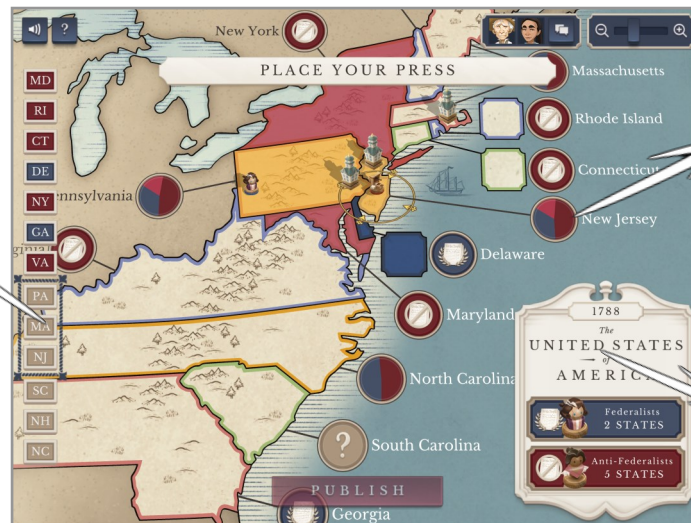 ?
New York
PLACE YOUR PRESS
Massachusetts
MD
RI
Rhode Island
CT
DE
ennsylvania
NY
New Jersey
GA
VA
Delaware
PA
MA
Maryland
NJ
1788
The
UNITED STATES
of
AMERICA
SC
North Carolina
NH
Federalists
2 STATES
NC
?
South Carolina
Anti-Federalists
5 STATES
PUBLISH
Georgia